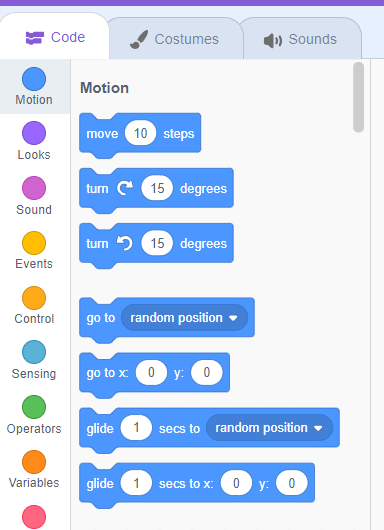 Code Costumes Sounds
Motion
Looks
Sound
Events
Control
Sensing
Operators
Variables
Motion
move 10 steps
turn 15 degrees
turn 15 degrees
go to random position
go to x: 0 y: 0
glide 1 secs to random position
glide 1 secs to x: 0 y: 0